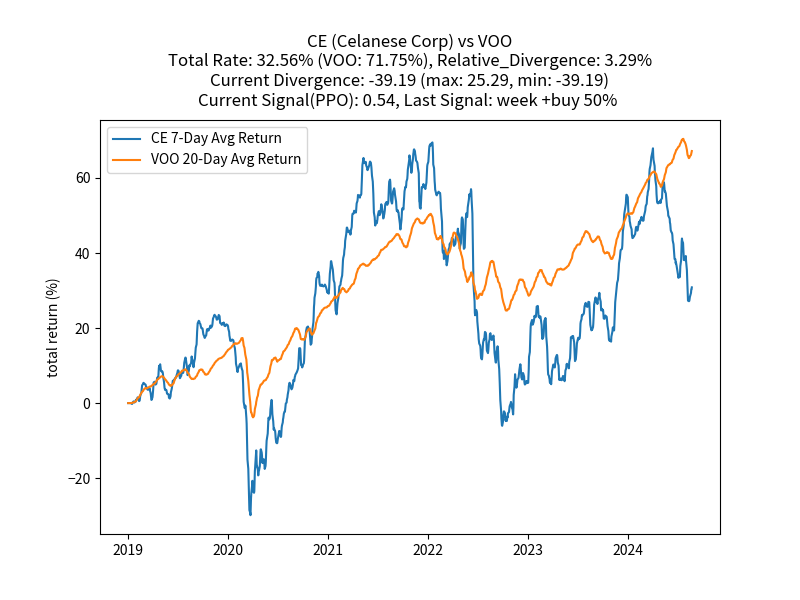 CE (Celanese Corp) vs VOO
Total Rate: 32.56% (VOO: 71.75%), Relative_Divergence: 3.29%
Current Divergence: -39.19 (max: 25.29, min: -39.19)
Current Signal(PPO): 0.54, Last Signal: week +buy 50%
CE 7-Day Avg Return
VOO 20-Day Avg Return
total return (%)
60
40
20
0
−20
2019
2020
2021
2022
2023
2024